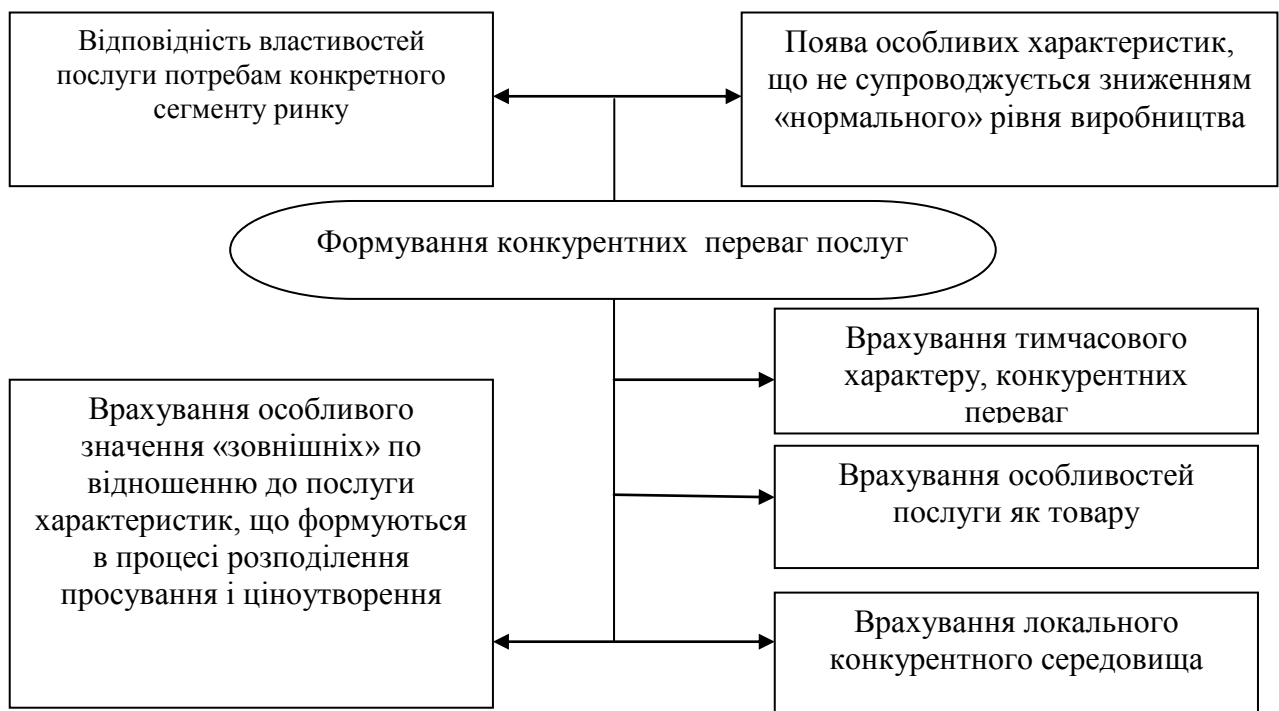 Відповідність властивостей
послуги потребам конкретного
сегменту ринку
Поява особливих характеристик,
що не супроводжується зниженням
«нормального» рівня виробництва
Формування конкурентних переваг послуг
Врахування особливого
значення «зовнішніх» по
відношенню до послуги
характеристик, що формуються
в процесі розподілення
просування і ціноутворення
Врахування тимчасового
характеру, конкурентних
переваг
Врахування особливостей
послуги як товару
Врахування локального
конкурентного середовища